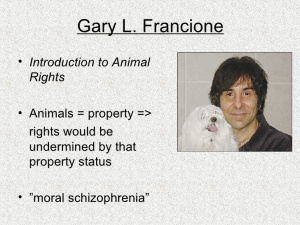 Gary L. Francione
• Introduction to Animal
Rights
• Animals = property =>
rights would be
undermined by that
property status
• ”moral schizophrenia”